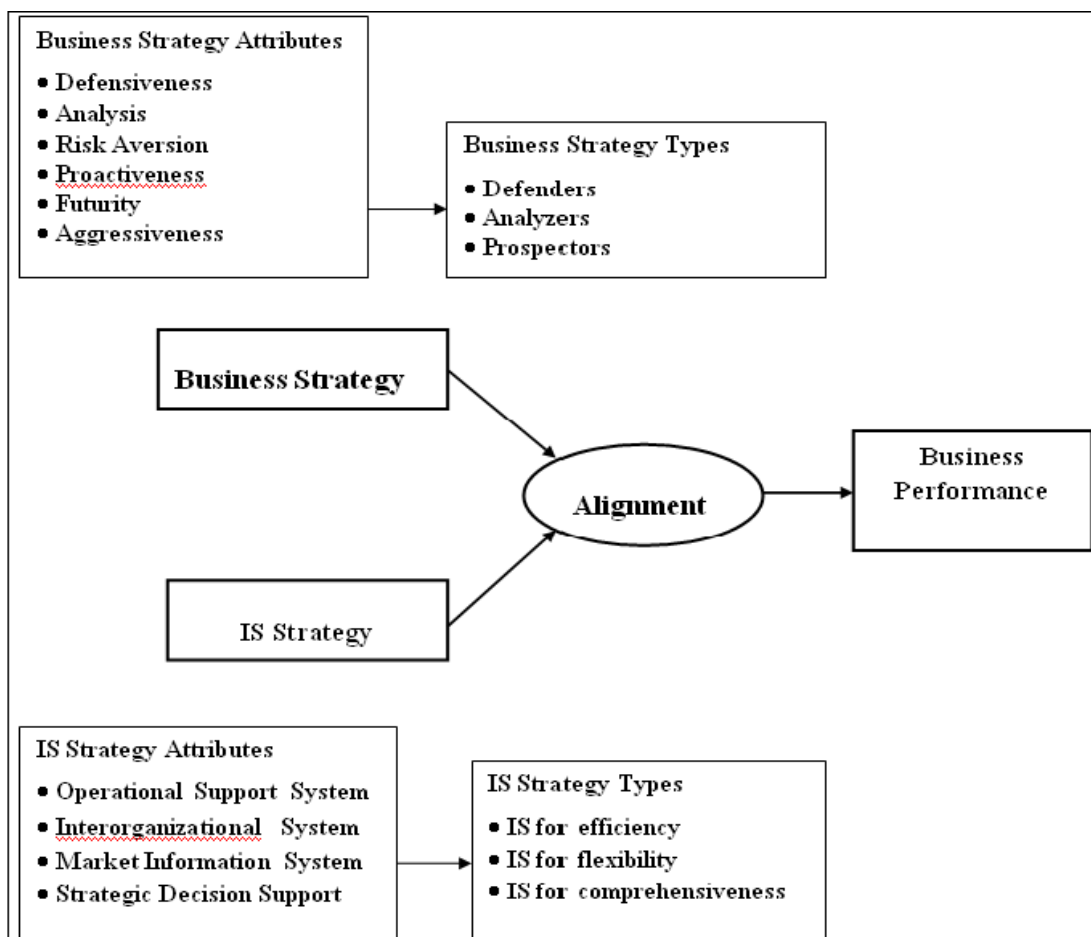 Business Strategy Attributes
● Defensiveness
● Analysis
● Risk Aversion
● Proactiveness
● Futurity
● Aggressiveness
Business Strategy Types
● Defenders
● Analyzers
● Prospectors
Business Strategy
Alignment
Business
Performance
IS Strategy
IS Strategy Attributes
● Operational Support System
● Interorganizational System
● Market Information System
● Strategic Decision Support
IS Strategy Types
● IS for efficiency
● IS for flexibility
● IS for comprehensiveness